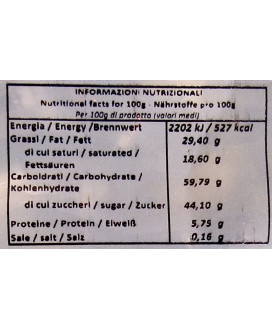 INFORMAZIONI NUTRIZIONALI
Nutritional facts for 100g - Nährstoffe pro 100g
Per 100g di prodotto (valori medi)
Energia / Energy /Brennwert 2202 kJ / 527 kcal
Grassi / Fat / Fett 29,40 g
di cui saturi / saturated / 18,60 g
Fettsäuren
Carboidrati / Carbohydrate / 59,79 g
Kohlenhydrate
di cui zuccheri / sugar / Zucker 44,10 g
Proteine / Protein / Eiweiß 5,75 g
Sale / salt / Salz 0,16 g